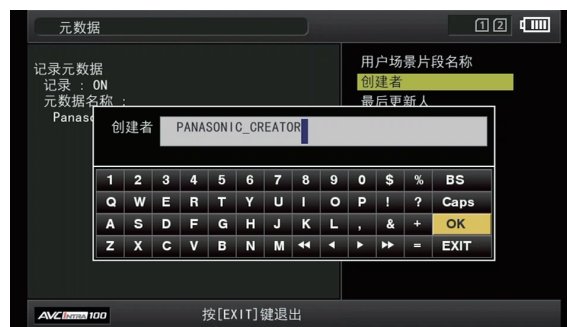 元数据
1 2
记录元数据
记录 : ON
元数据名称 :
Panaso
用户场景片段名称
创建者
最后更新人
创建者 PANASONIC_CREATOR
1 2 3 4 5 6 7 8 9 0 $ % BS
Q W E R T Y U I O P ! ? Caps
A S D F G H J K L , & + OK
Z X C V B N M ◀◀ ◀ ▶ ▶▶ = EXIT
AVC INTRA 100
按[EXIT]键退出